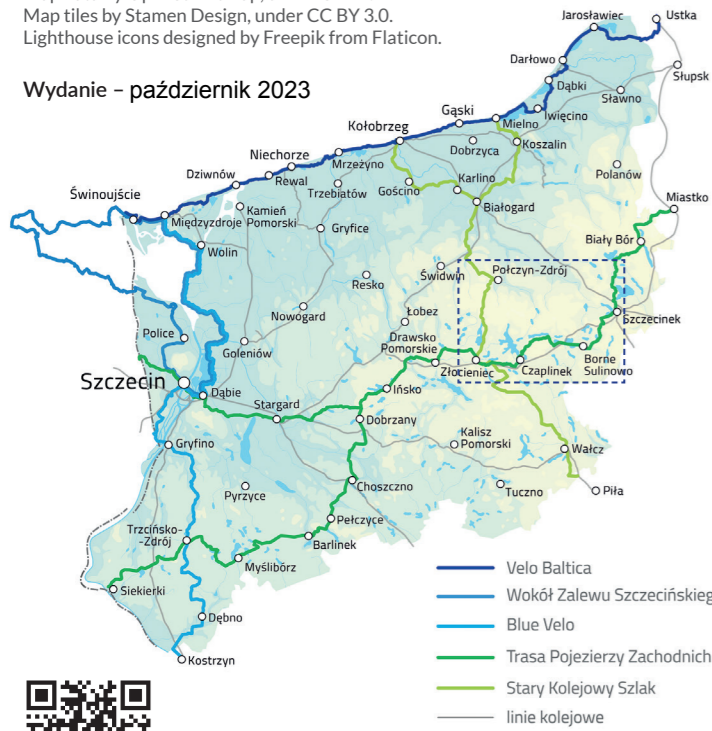 Map tiles by Stamen Design, under CC BY 3.0.
Lighthouse icons designed by Freepik from Flaticon.
Wydanie – październik 2023
Jarosławiec
Ustka
Darłowo
Słupsk
Dąbki
Sławno
Gąski
Iwięcino
Mielno
Kołobrzeg
Koszalin
Dobrzyca
Niechorze
Mrzeżyno
Polanów
Dziwnów
Rewal
Trzebiatów
Karlino
Gościno
Świnoujście
Białogard
Miastko
Międzyzdroje
Kamień
Pomorski
Gryfice
Biały Bór
Wolin
Świdwin
Połczyn-Zdrój
Resko
Nowogard
Łobez
Szczecinek
Police
Goleniów
Drawsko
Pomorskie
Borne
Sulinowo
Złocieniec
Czaplinek
Szczecin
Dąbie
Ińsko
Stargard
Dobrzany
Kalisz
Pomorski
Gryfino
Wałcz
Choszczno
Pyrzyce
Tuczno
Piła
Pełczyce
Trzcińsko-
-Zdrój
Barlinek
Myślibórz
Siekierki
Dębno
Kostrzyn
Velo Baltica
Wokół Zalewu Szczecińskieg
Blue Velo
Trasa Pojezierzy Zachodnich
Stary Kolejowy Szlak
linie kolejowe